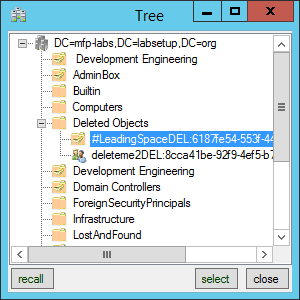 Tree
DC=mfp-labs,DC=labsetup,DC=org
Development Engineering
AdminBox
Builtin
Computers
Deleted Objects
#LeadingSpaceDEL:6187fe54-553f-44
deleteme2DEL:8cca41be-92f9-4ef5-b7
Development Engineering
Domain Controllers
ForeignSecurityPrincipals
Infrastructure
LostAndFound
recall
select
close